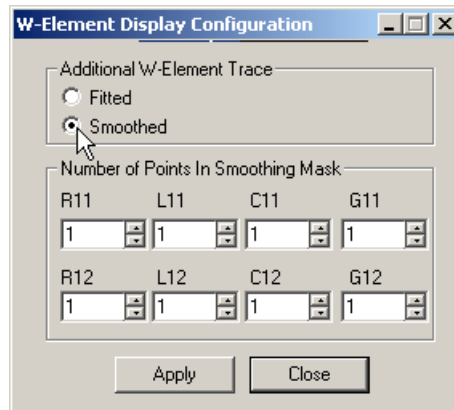 W-Element Display Configuration
Additional W-Element Trace
Fitted
Smoothed
Number of Points In Smoothing Mask
R11 L11 C11 G11
1 1 1 1
R12 L12 C12 G12
1 1 1 1
Apply Close